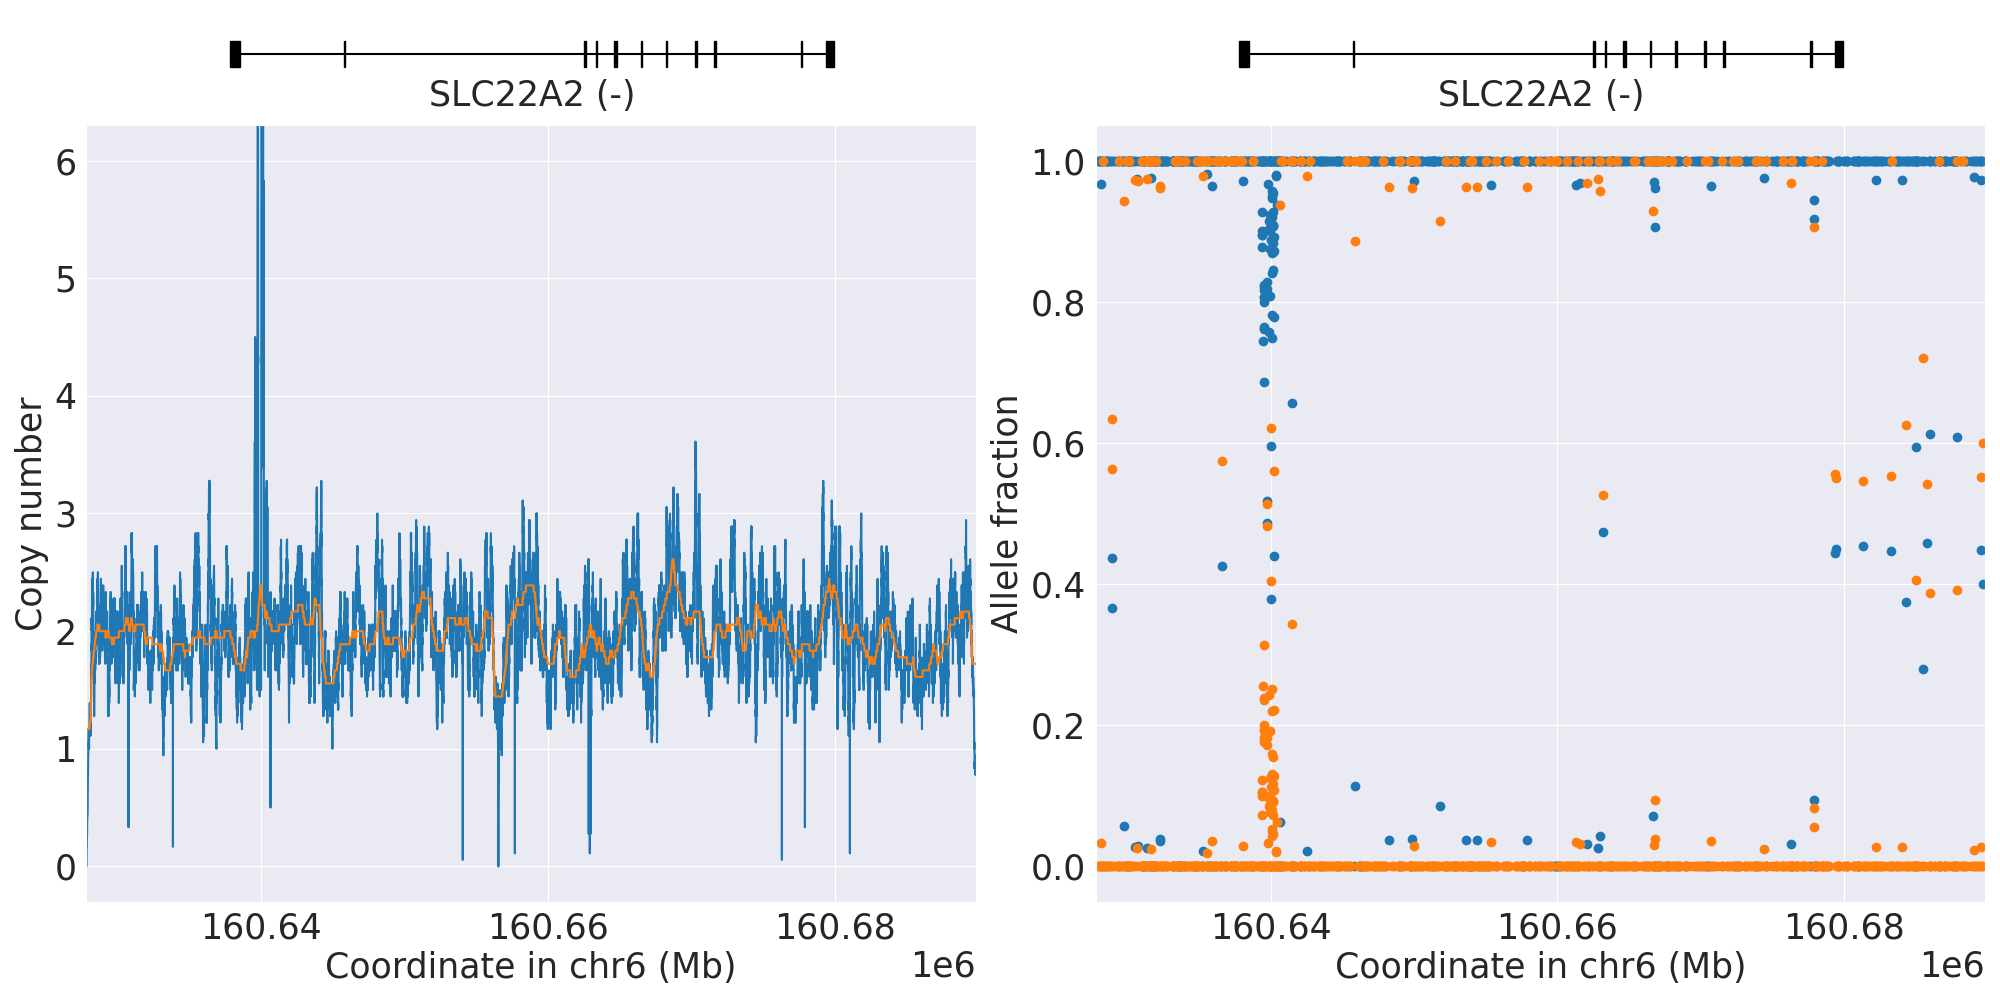 SLC22A2 (-)
6
5
4
3
2
1
0
Copy number
160.64
160.66
160.68
Coordinate in chr6 (Mb)
1e6
SLC22A2 (-)
1.0
0.8
0.6
0.4
0.2
0.0
Allele fraction
160.64
160.66
160.68
Coordinate in chr6 (Mb)
1e6